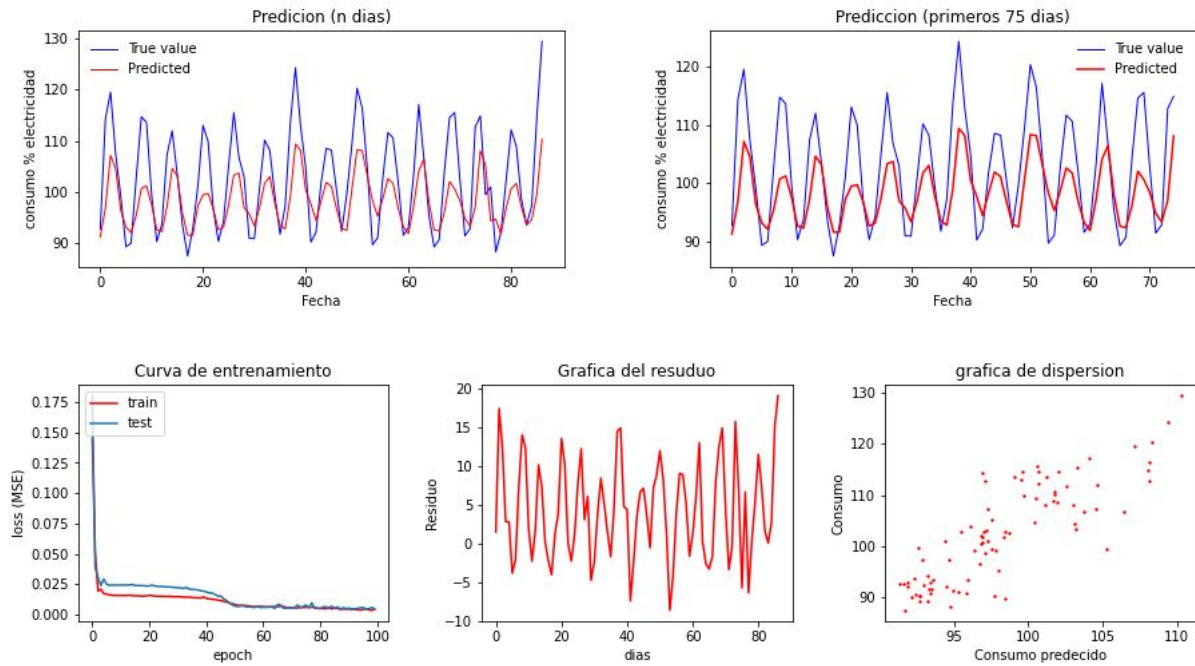 Predicion (n dias)
consumo % electricidad
130
120
110
100
90
True value
Predicted
0
20
40
60
80
Fecha
Prediccion (primeros 75 dias)
consumo % electricidad
120
110
100
90
True value
Predicted
0
10
20
30
40
50
60
70
Fecha
Curva de entrenamiento
loss (MSE)
0.175
0.150
0.125
0.100
0.075
0.050
0.025
0.000
train
test
0
20
40
60
80
100
epoch
Grafica del resuduo
Residuo
20
15
10
5
0
−5
−10
0
20
40
60
80
dias
grafica de dispersion
Consumo
130
120
110
100
90
95
100
105
110
Consumo predecido